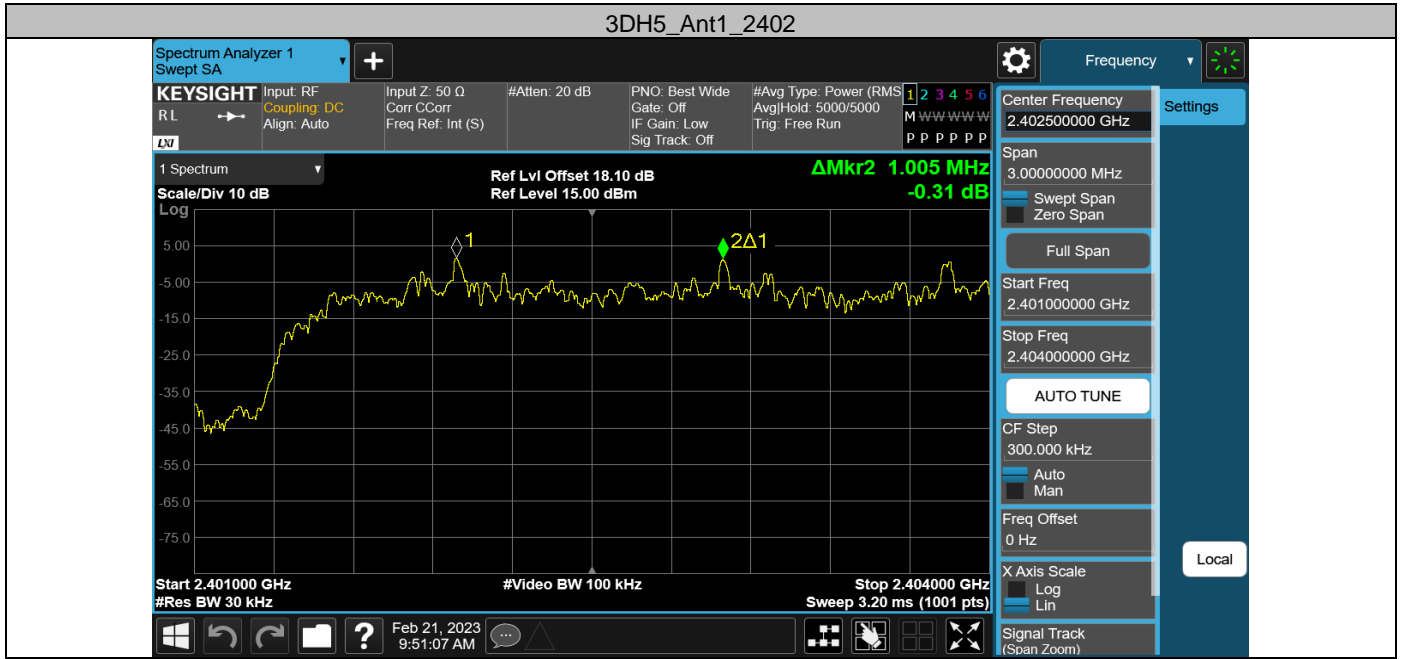 3DH5_Ant1_2402
Spectrum Analyzer 1
Swept SA
Frequency
KEYSIGHT
RL
LXI
Input: RF
Coupling: DC
Align: Auto
Input Z: 50 Ω
Corr CCorr
Freq Ref: Int (S)
#Atten: 20 dB
PNO: Best Wide
Gate: Off
IF Gain: Low
Sig Track: Off
#Avg Type: Power (RMS
Avg|Hold: 5000/5000
Trig: Free Run
1 2 3 4 5 6
M W W W W W
P P P P P P
1 Spectrum
Scale/Div 10 dB
Log
Ref Lvl Offset 18.10 dB
Ref Level 15.00 dBm
ΔMkr2 1.005 MHz
-0.31 dB
1
2Δ1
5.00
-5.00
-15.0
-25.0
-35.0
-45.0
-55.0
-65.0
-75.0
Start 2.401000 GHz
#Res BW 30 kHz
#Video BW 100 kHz
Stop 2.404000 GHz
Sweep 3.20 ms (1001 pts)
Feb 21, 2023
9:51:07 AM
Center Frequency
2.402500000 GHz
Settings
Span
3.00000000 MHz
Swept Span
Zero Span
Full Span
Start Freq
2.401000000 GHz
Stop Freq
2.404000000 GHz
AUTO TUNE
CF Step
300.000 kHz
Auto
Man
Freq Offset
0 Hz
X Axis Scale
Log
Lin
Signal Track
(Span Zoom)
Local